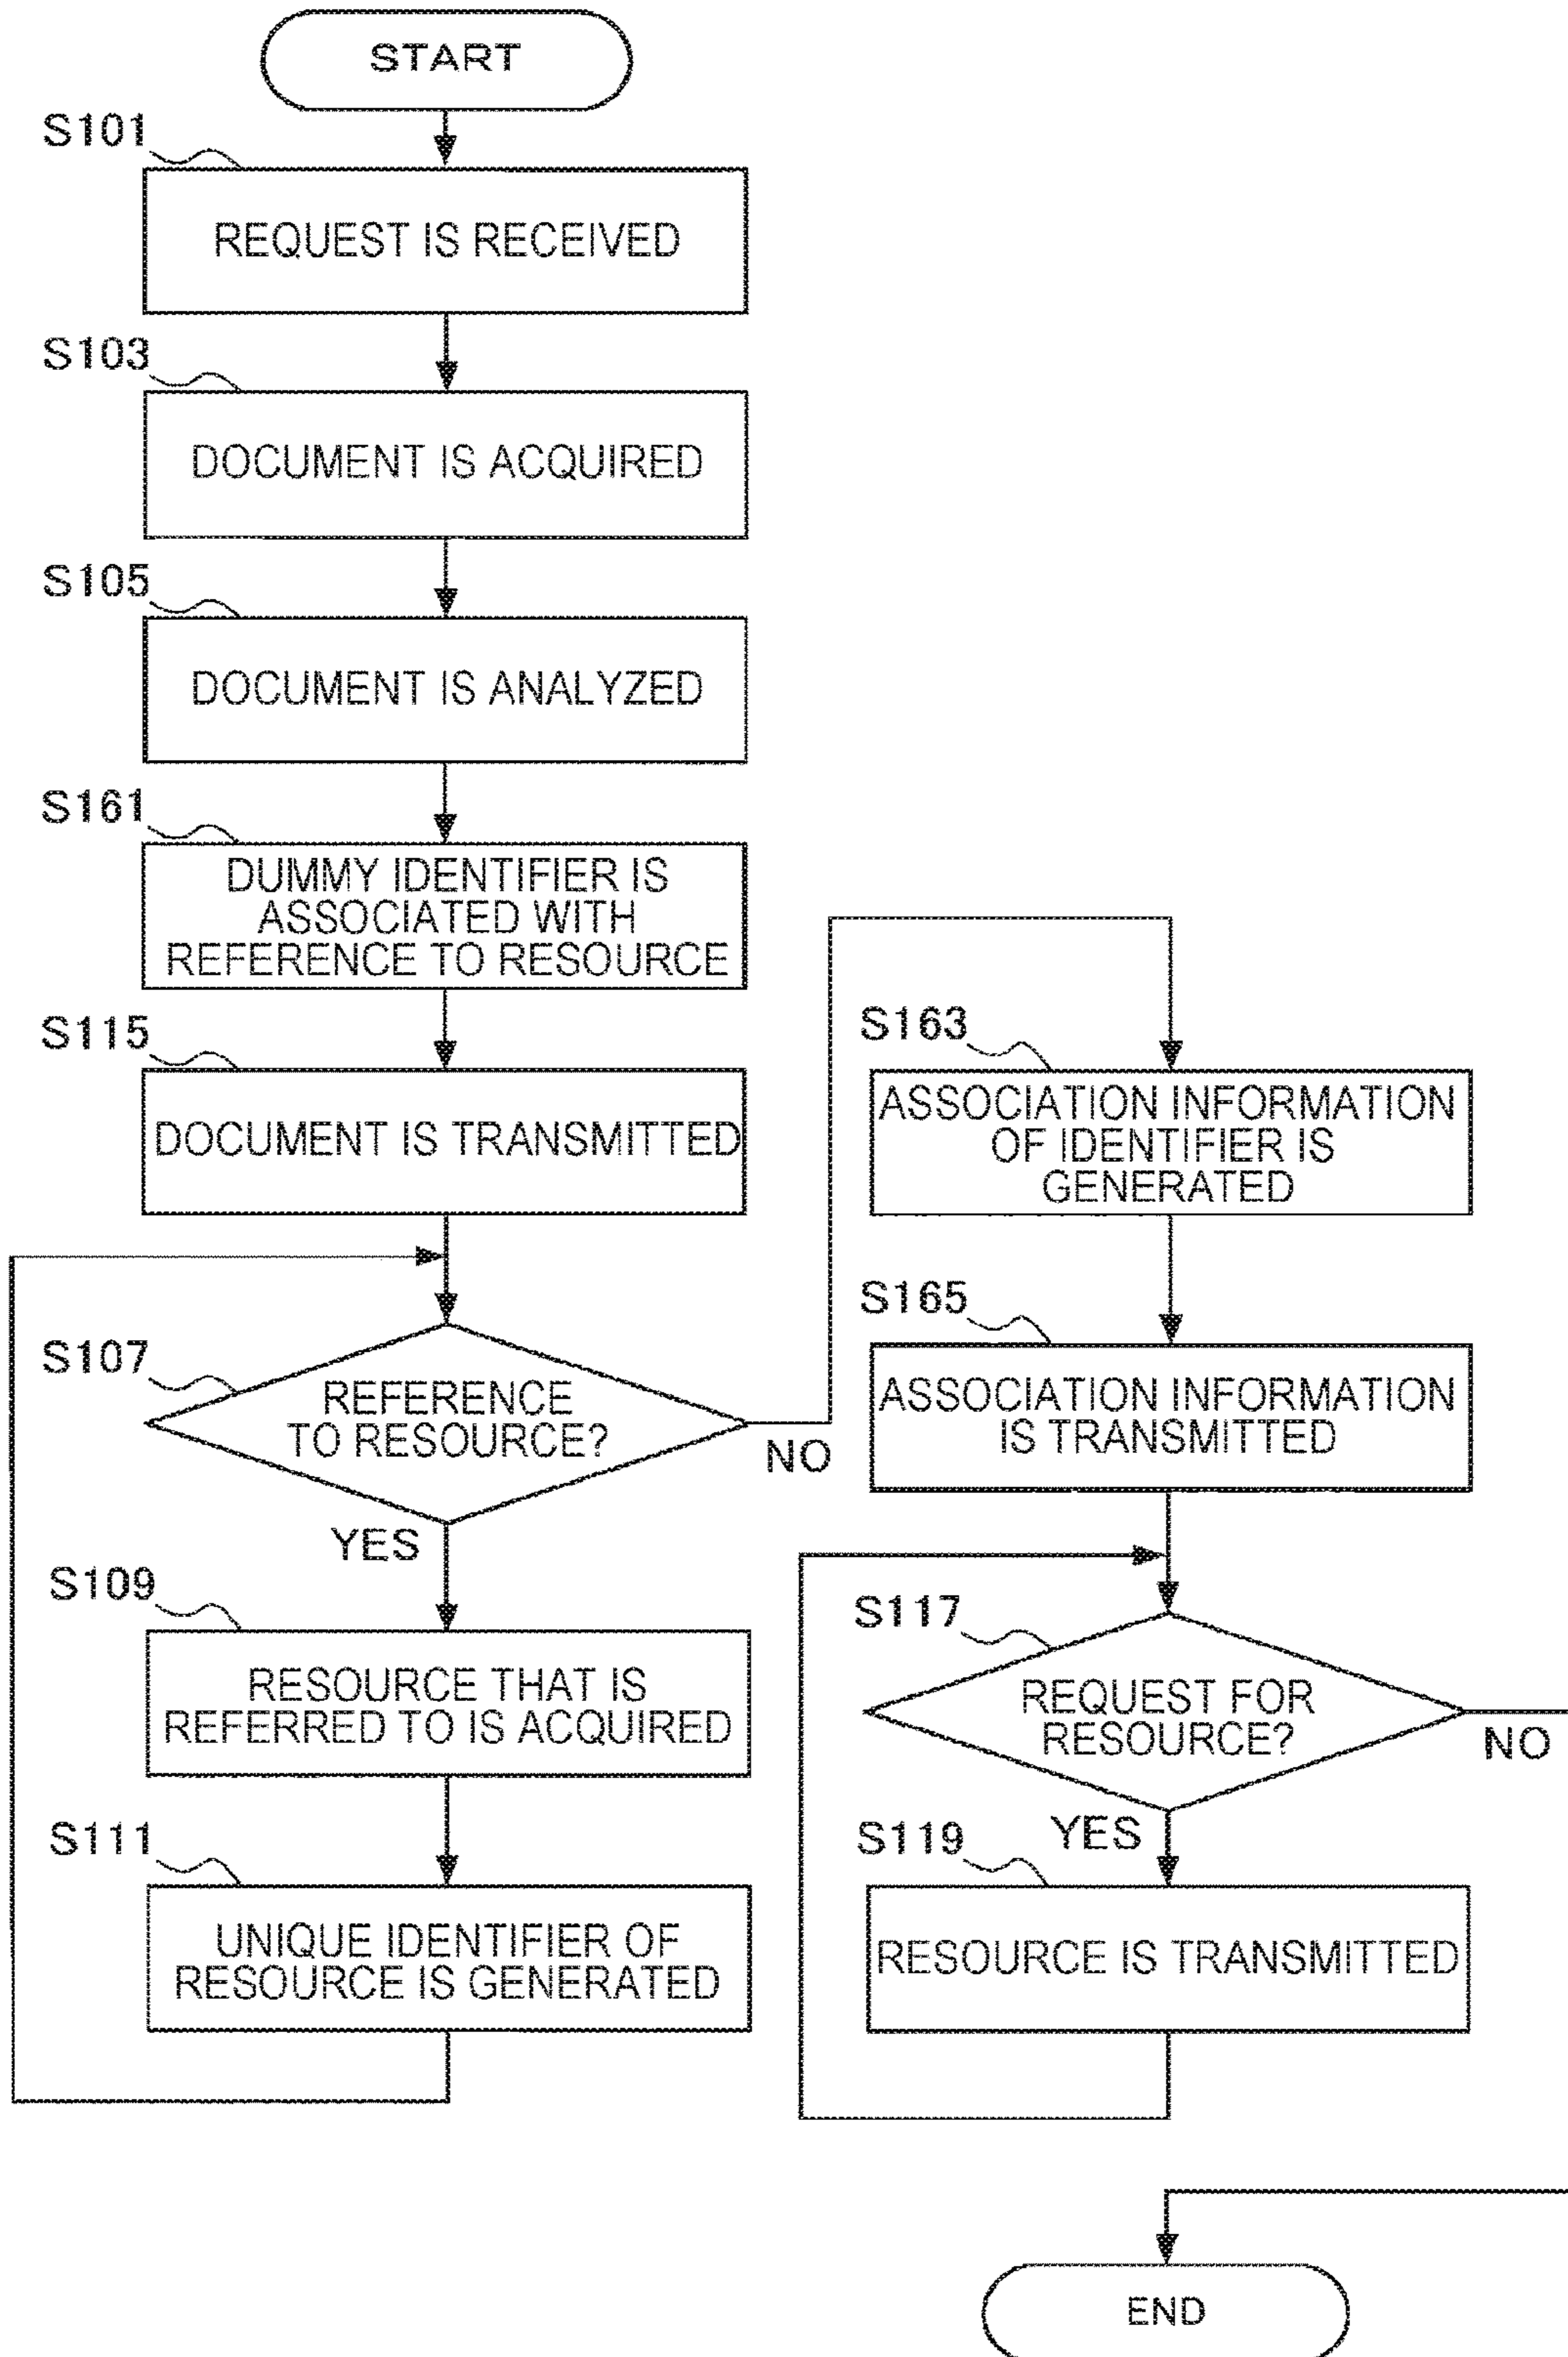 START
S101
REQUEST IS RECEIVED
S103
DOCUMENT IS ACQUIRED
S105
DOCUMENT IS ANALYZED
S161
DUMMY IDENTIFIER IS
ASSOCIATED WITH
REFERENCE TO RESOURCE
S115
DOCUMENT IS TRANSMITTED
S107
REFERENCE
TO RESOURCE?
NO
YES
S109
RESOURCE THAT IS
REFERRED TO IS ACQUIRED
S111
UNIQUE IDENTIFIER OF
RESOURCE IS GENERATED
S163
ASSOCIATION INFORMATION
OF IDENTIFIER IS
GENERATED
S165
ASSOCIATION INFORMATION
IS TRANSMITTED
S117
REQUEST FOR
RESOURCE?
NO
YES
S119
RESOURCE IS TRANSMITTED
END